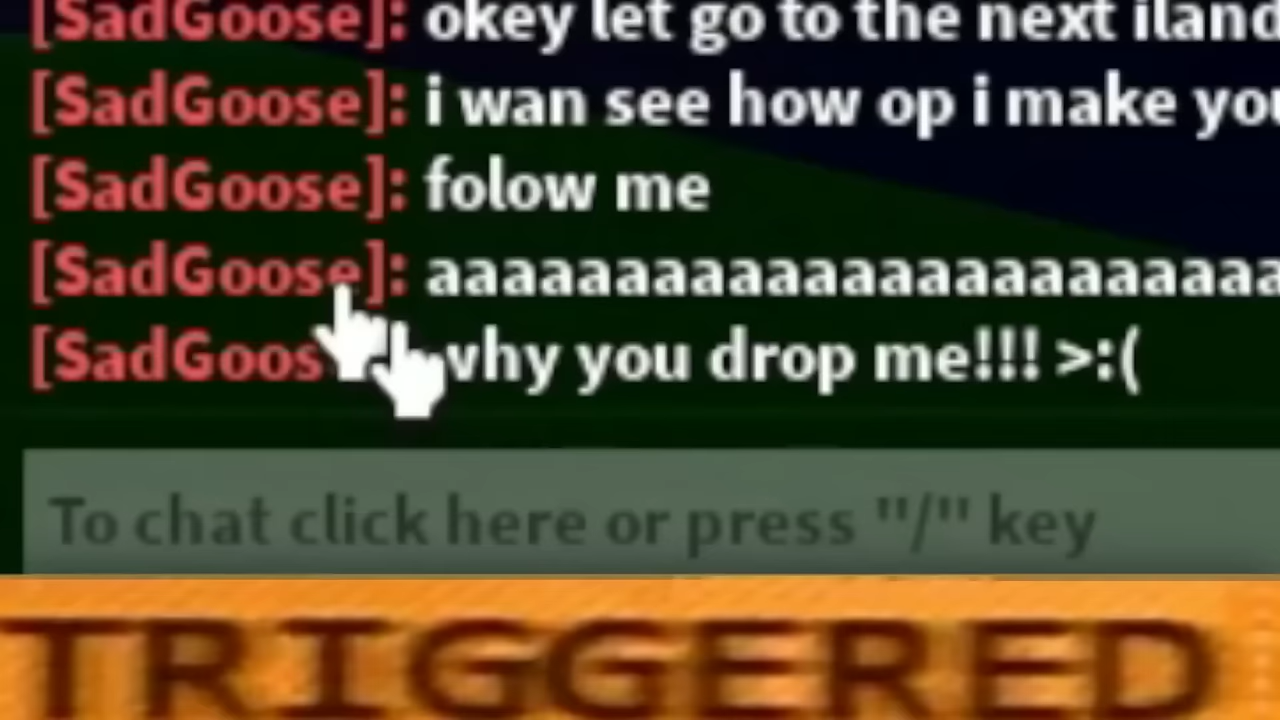 [SadGoose]: okey let go to the next iland
[SadGoose]: i wan see how op i make you
[SadGoose]: folow me
[SadGoose]: aaaaaaaaaaaaaaaaaaaaaaa
[SadGoos why you drop me!!! >:(
To chat click here or press "/" key
TRIGGERED